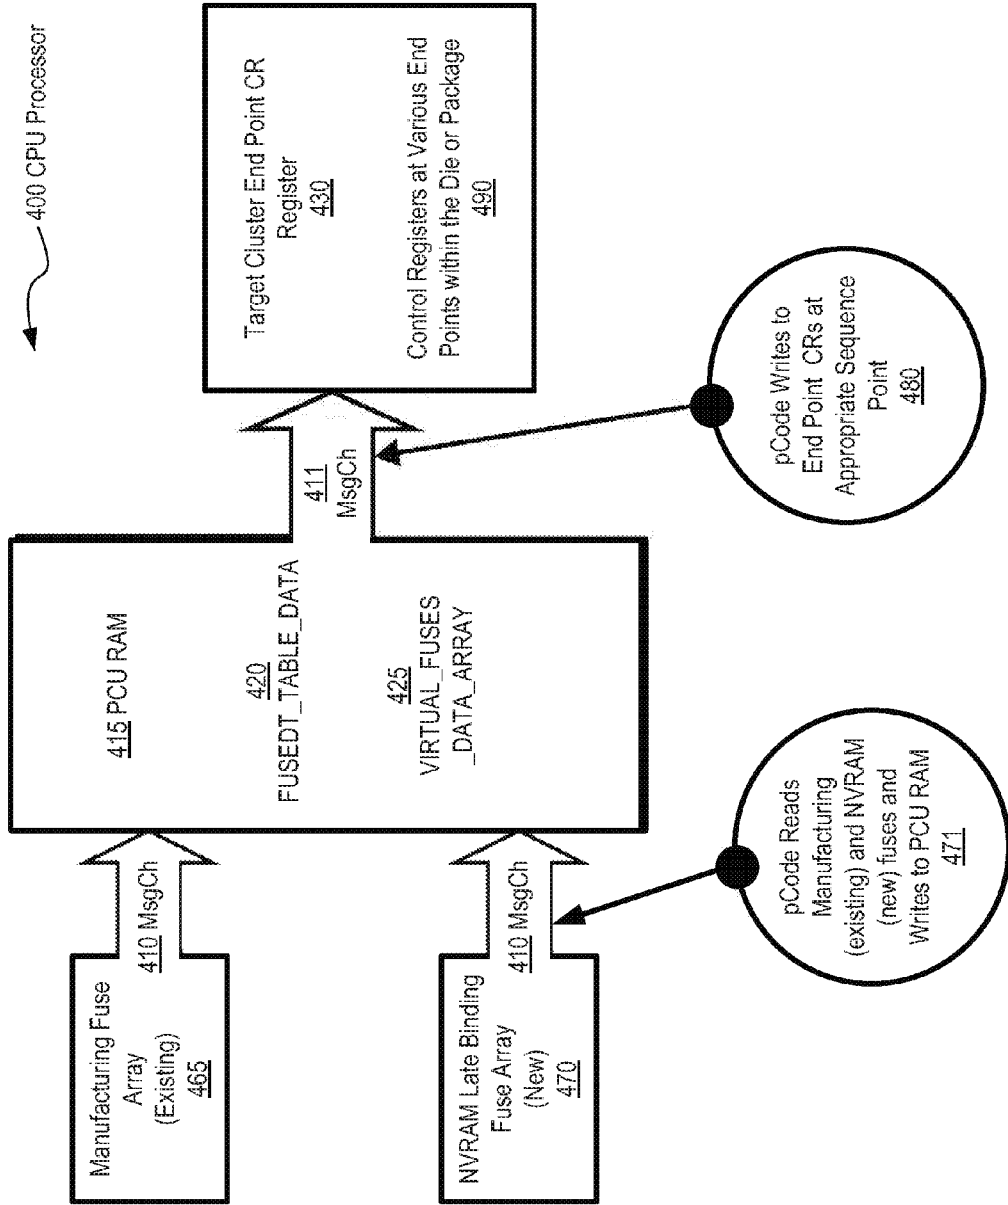 400 CPU Processor
Manufacturing Fuse
Array
(Existing)
465
410 MsgCh
NVRAM Late Binding
Fuse Array
(New)
470
410 MsgCh
415 PCU RAM
420
FUSEDT_TABLE_DATA
425
VIRTUAL_FUSES
_DATA_ARRAY
411
MsgCh
Target Cluster End Point CR
Register
430
Control Registers at Various End
Points within the Die or Package
490
pCode Reads
Manufacturing
(existing) and NVRAM
(new) fuses and
Writes to PCU RAM
471
pCode Writes to
End Point CRs at
Appropriate Sequence
Point
480